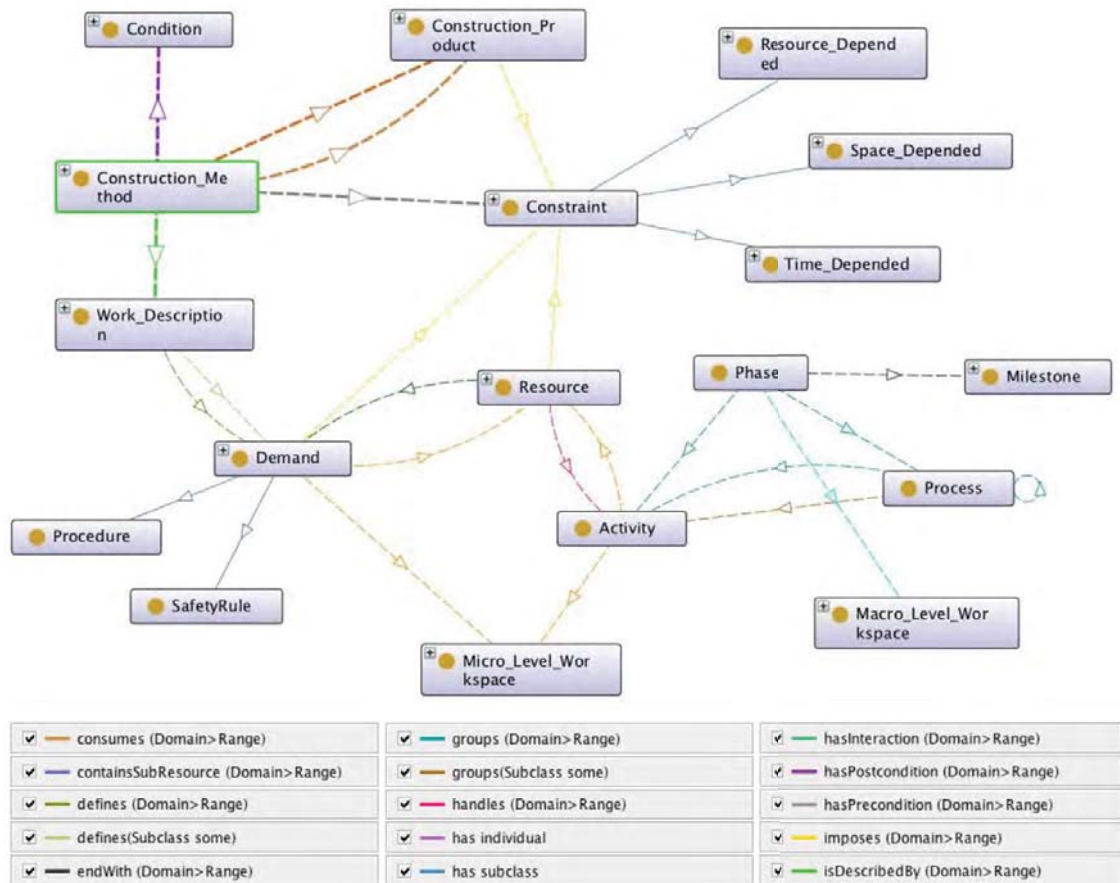 Condition
Construction_Pr
oduct
Resource_Depend
ed
Construction_Me
thod
Space_Depended
Constraint
Time_Depended
Work_Descriptio
n
Resource
Phase
Milestone
Demand
Process
Procedure
Activity
SafetyRule
Macro_Level_Wor
kspace
Micro_Level_Wor
kspace
consumes (Domain>Range)
groups (Domain>Range)
hasInteraction (Domain>Range)
containsSubResource (Domain>Range)
groups(Subclass some)
hasPostcondition (Domain>Range)
defines (Domain>Range)
handles (Domain>Range)
hasPrecondition (Domain>Range)
defines(Subclass some)
has individual
imposes (Domain>Range)
endWith (Domain>Range)
has subclass
isDescribedBy (Domain>Range)